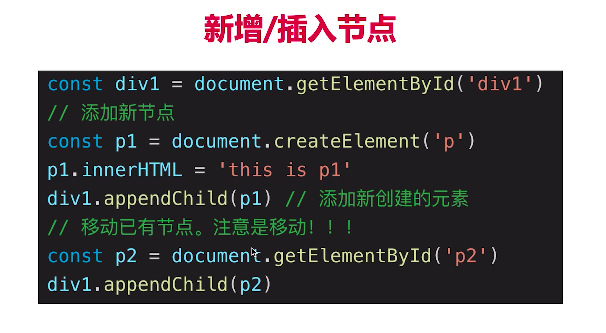 新增/插入节点
const div1 = document.getElementById('div1')
// 添加新节点
const p1 = document.createElement('p')
p1.innerHTML = 'this is p1'
div1.appendChild(p1) // 添加新创建的元素
// 移动已有节点。注意是移动！！！
const p2 = document.getElementById('p2')
div1.appendChild(p2)